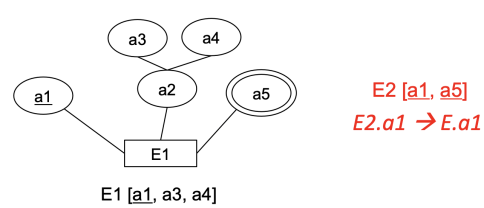 a3
a4
a1
a2
a5
E1
E1 [a1, a3, a4]
E2 [a1, a5]
E2.a1 → E.a1